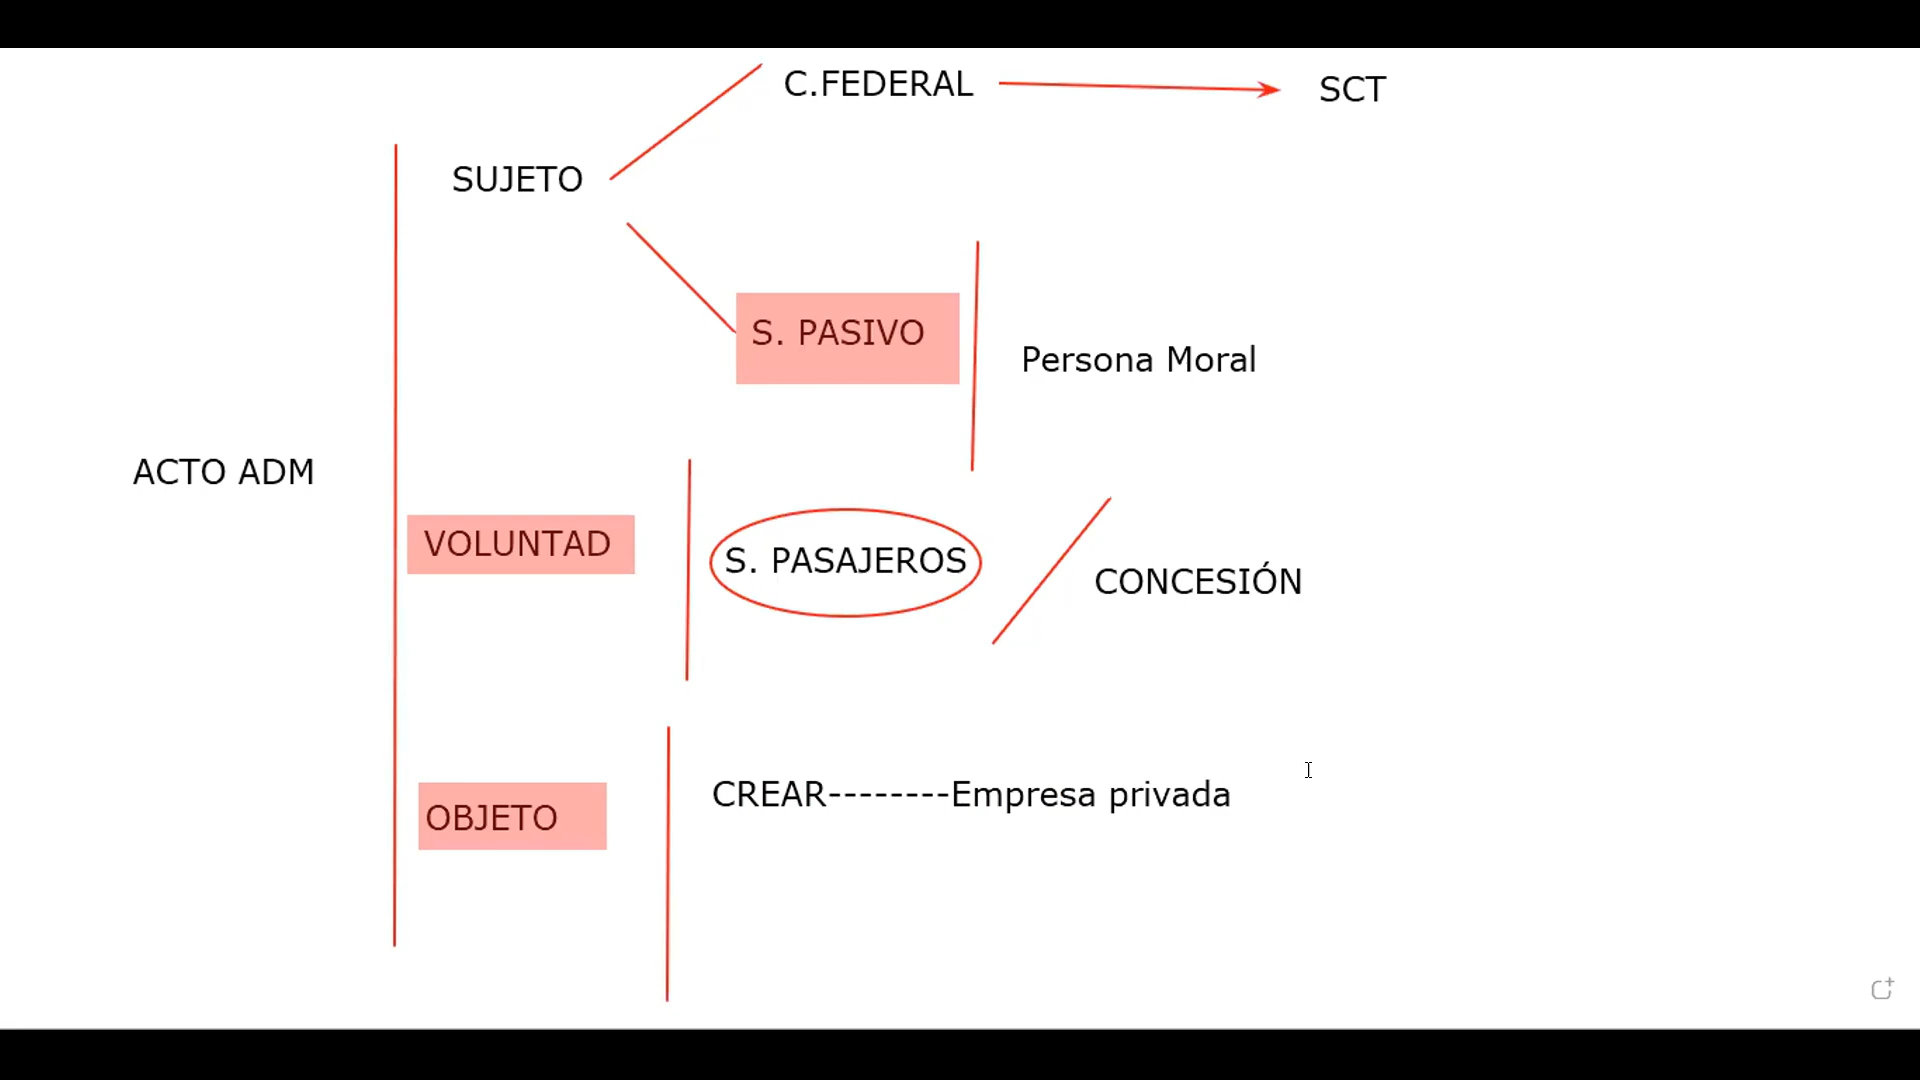 C.FEDERAL
SCT
SUJETO
S. PASIVO
Persona Moral
ACTO ADM
VOLUNTAD
S. PASAJEROS
CONCESIÓN
CREAR--------Empresa privada
OBJETO